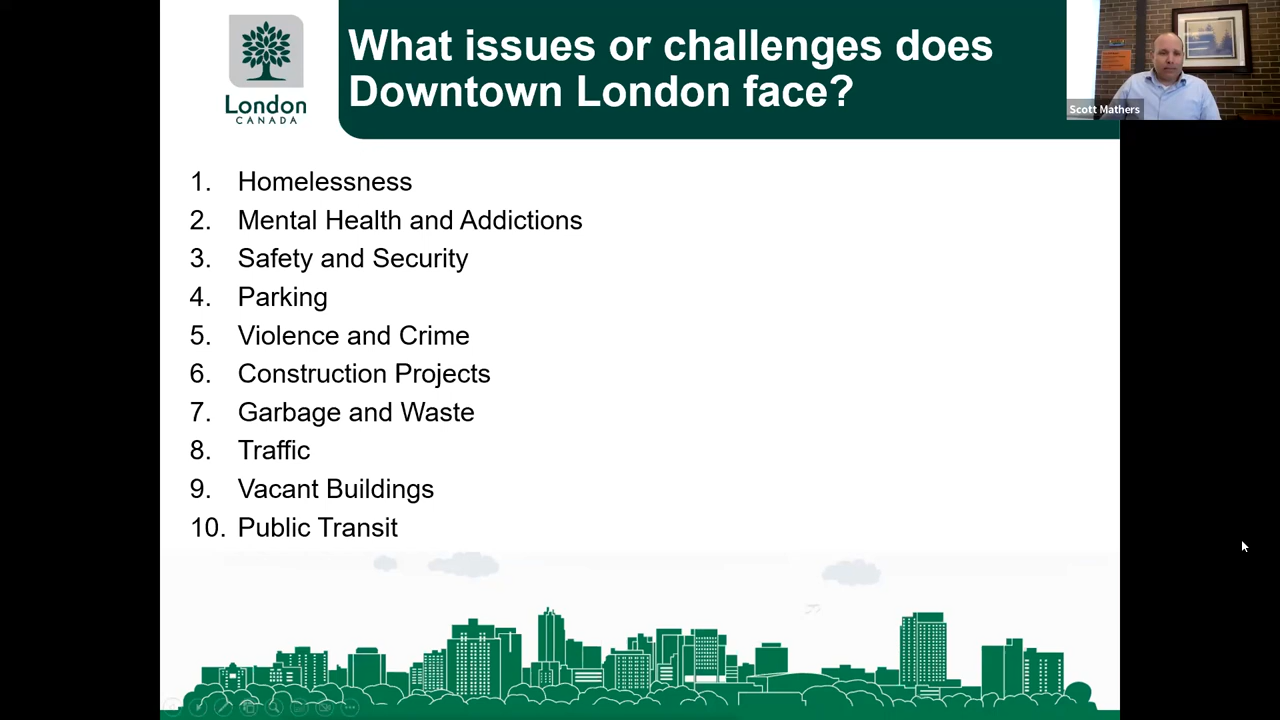 What issues or challenges does
Downtown London face?
London
CANADA
Scott Mathers
1. Homelessness
2. Mental Health and Addictions
3. Safety and Security
4. Parking
5. Violence and Crime
6. Construction Projects
7. Garbage and Waste
8. Traffic
9. Vacant Buildings
10. Public Transit